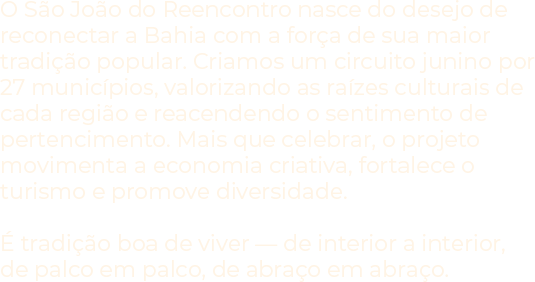 O São João do Reencontro nasce do desejo de
reconectar a Bahia com a força de sua maior
tradição popular. Criamos um circuito junino por
27 municípios, valorizando as raízes culturais de
cada região e reacendendo o sentimento de
pertencimento. Mais que celebrar, o projeto
movimenta a economia criativa, fortalece o
turismo e promove diversidade.
É tradição boa de viver — de interior a interior,
de palco em palco, de abraço em abraço.